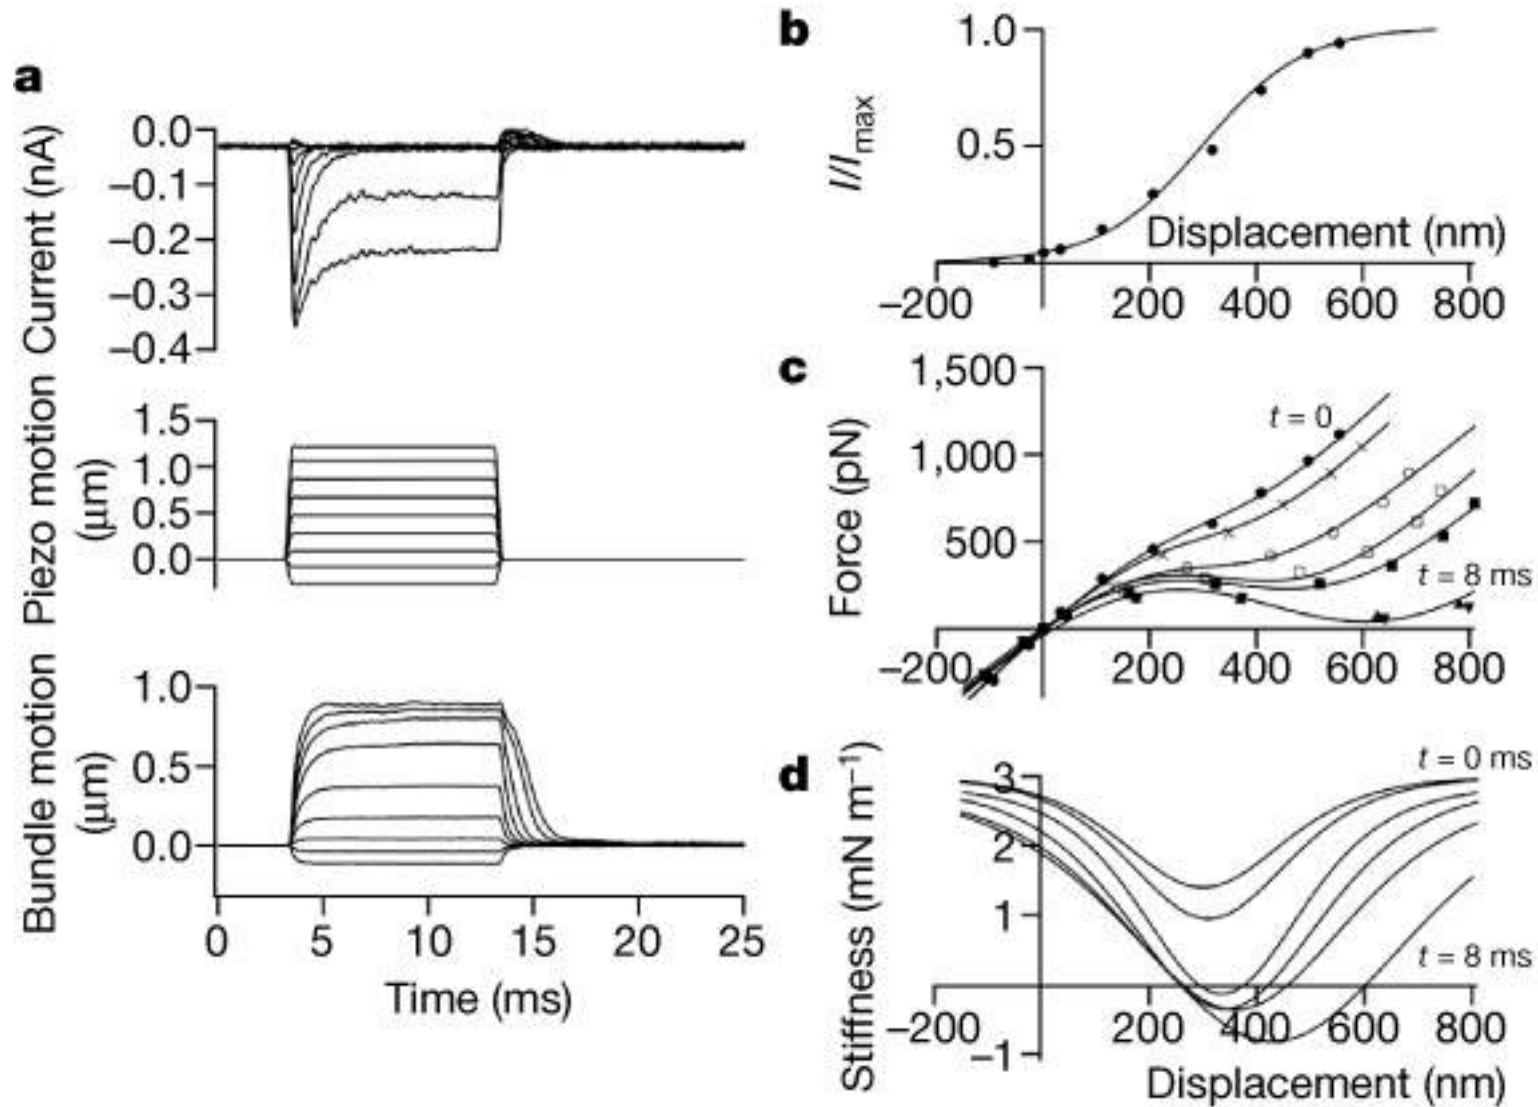 a
Current (nA)
0.0
−0.1
−0.2
−0.3
−0.4
Piezo motion
(μm)
1.5
1.0
0.5
0.0
Bundle motion
(μm)
1.0
0.5
0.0
0 5 10 15 20 25
Time (ms)
b
I/Imax
1.0
0.5
Displacement (nm)
−200 200 400 600 800
c
Force (pN)
1,500
1,000
500
t = 0
t = 8 ms
−200 200 400 600 800
d
Stiffness (mN m−1)
t = 0 ms
3
2
1
t = 8 ms
−200 200 400 600 800
−1
Displacement (nm)